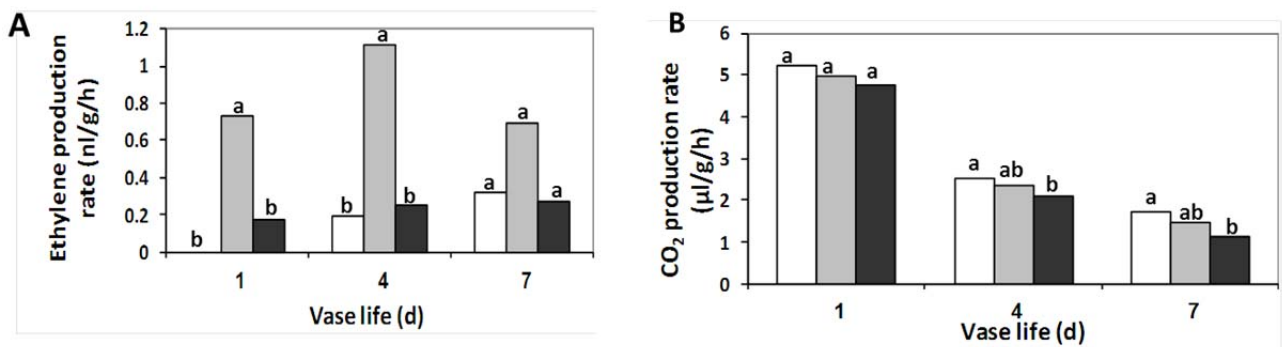 A
Ethylene production
rate (nl/g/h)
1.2
1
0.8
0.6
0.4
0.2
0
b
a
b
b
a
b
a
a
a
1
4
7
Vase life (d)
B
CO₂ production rate
(µl/g/h)
6
5
4
3
2
1
0
a
a
a
a
ab
b
a
ab
b
1
4
7
Vase life (d)